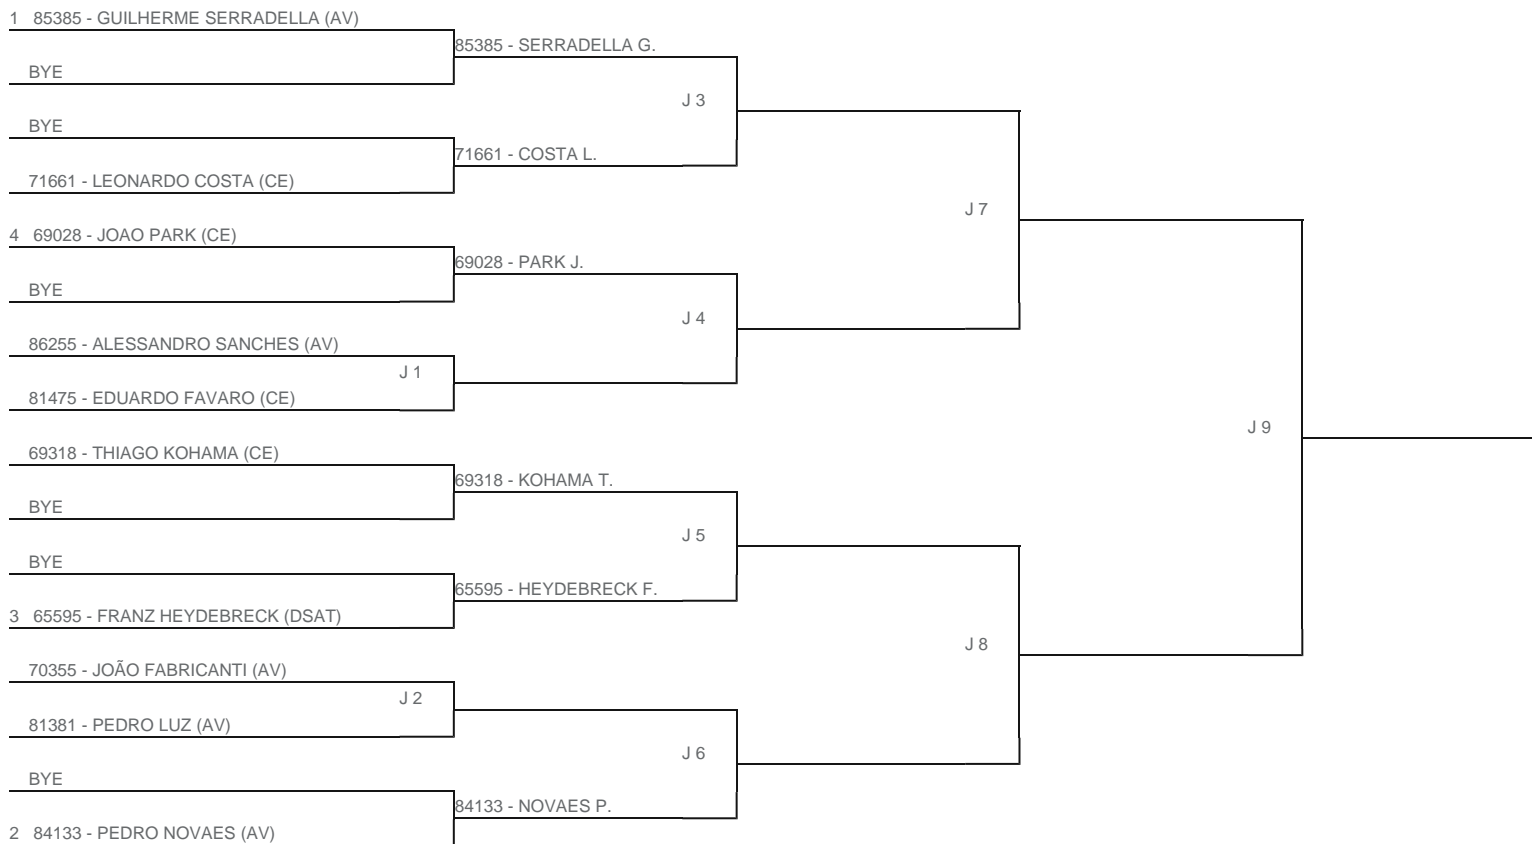 1 85385 - GUILHERME SERRADELLA (AV)
85385 - SERRADELLA G.
BYE
J 3
BYE
71661 - COSTA L.
71661 - LEONARDO COSTA (CE)
J 7
4 69028 - JOAO PARK (CE)
69028 - PARK J.
BYE
J 4
86255 - ALESSANDRO SANCHES (AV)
J 1
81475 - EDUARDO FAVARO (CE)
J 9
69318 - THIAGO KOHAMA (CE)
69318 - KOHAMA T.
BYE
J 5
BYE
65595 - HEYDEBRECK F.
3 65595 - FRANZ HEYDEBRECK (DSAT)
J 8
70355 - JOÃO FABRICANTI (AV)
J 2
81381 - PEDRO LUZ (AV)
J 6
BYE
84133 - NOVAES P.
2 84133 - PEDRO NOVAES (AV)